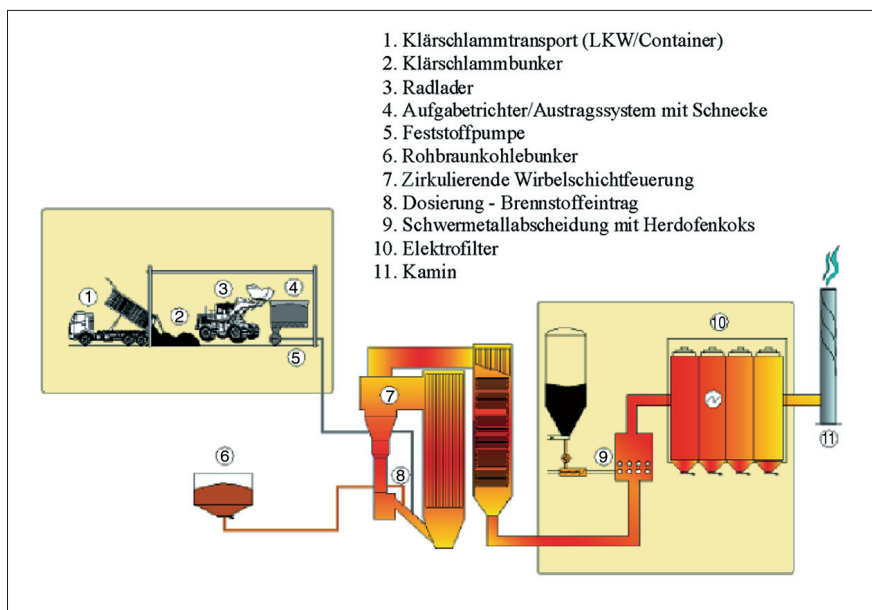 1. Klärschlammtransport (LKW/Container)
2. Klärschlammbunker
3. Radlader
4. Aufgabetrichter/Austragssystem mit Schnecke
5. Feststoffpumpe
6. Rohbraunkohlebunker
7. Zirkulierende Wirbelschichtfeuerung
8. Dosierung - Brennstoffeintrag
9. Schwermetallabscheidung mit Herdofenkoks
10. Elektrofilter
11. Kamin
1
2
3
4
5
6
7
8
9
10
11